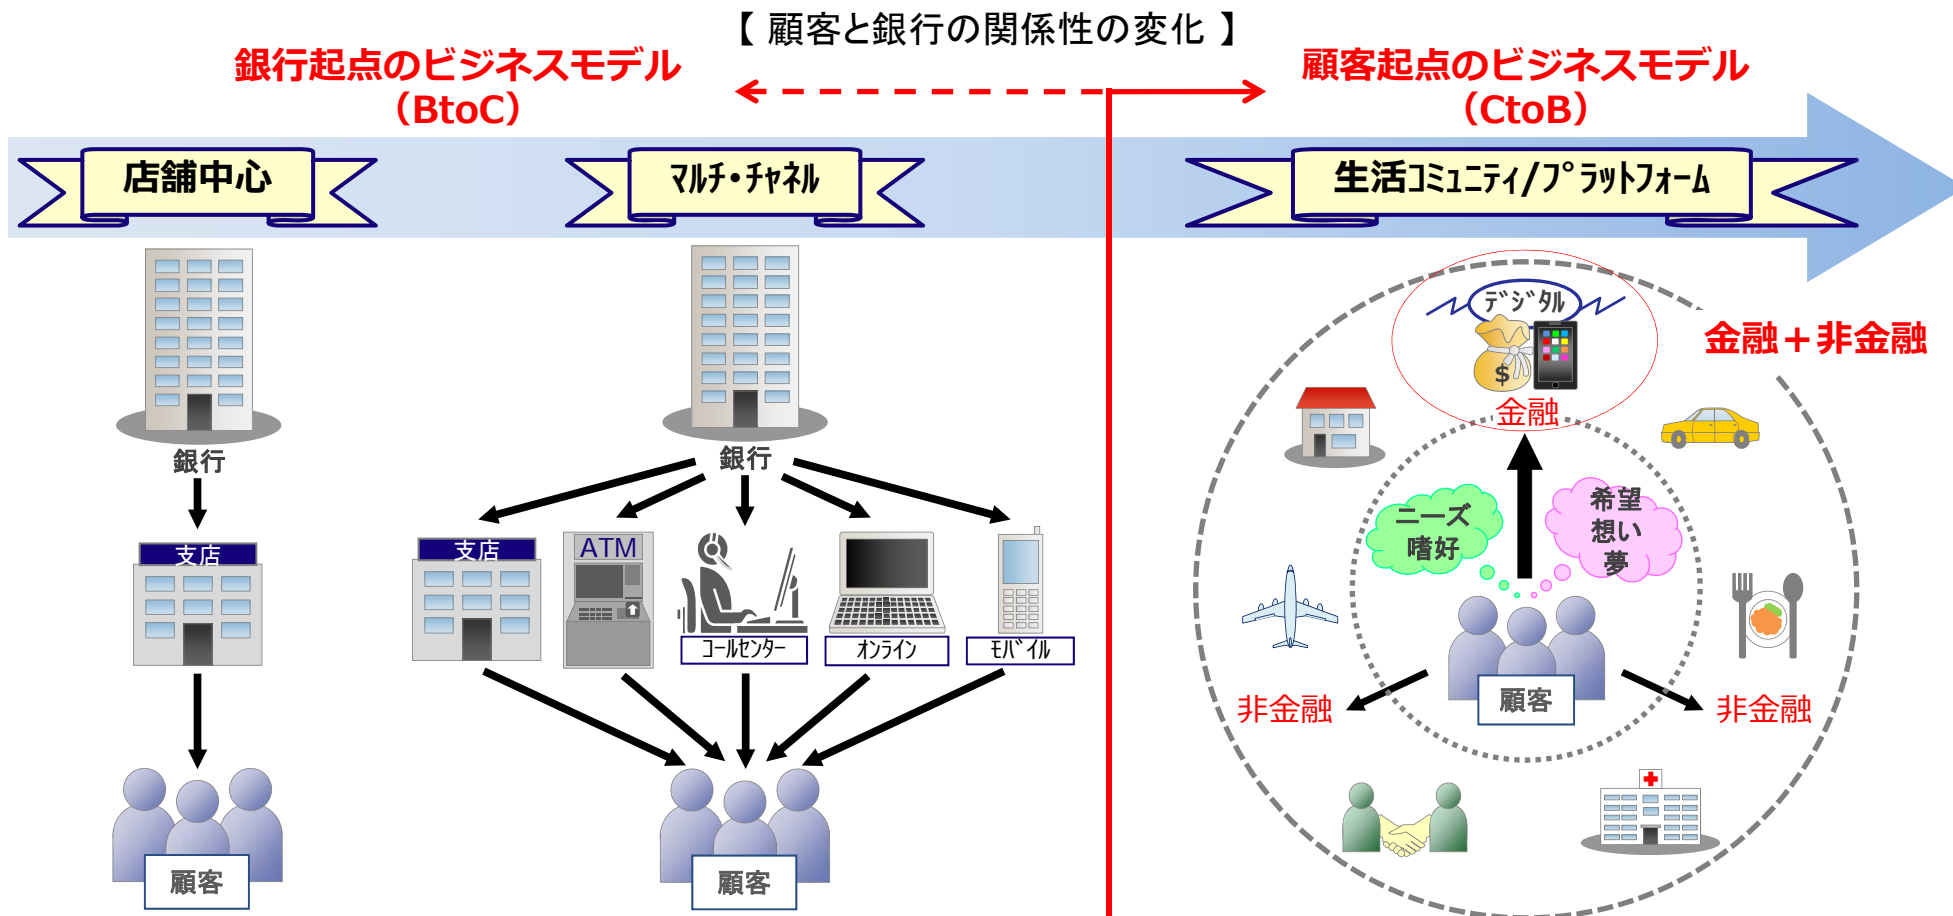 【 顧客と銀行の関係性の変化 】
銀行起点のビジネスモデル
（BtoC）
顧客起点のビジネスモデル
（CtoB）
店舗中心
ﾏﾙﾁ・ﾁｬﾈﾙ
生活ｺﾐｭﾆﾃｨ/ﾌﾟﾗｯﾄﾌｫｰﾑ
銀行
支店
顧客
銀行
支店
ATM
ｺｰﾙｾﾝﾀｰ
ｵﾝﾗｲﾝ
ﾓﾊﾞｲﾙ
顧客
ﾃﾞｼﾞﾀﾙ
$
金融
金融＋非金融
ニーズ
嗜好
希望
想い
夢
顧客
非金融
非金融